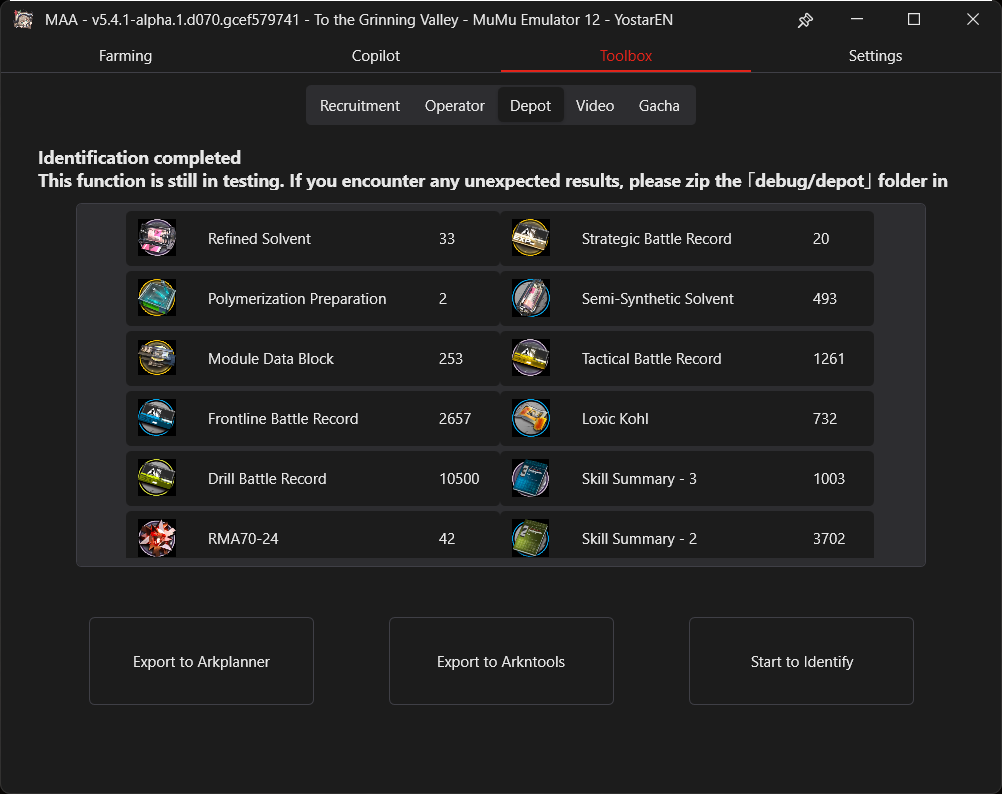 MAA - v5.4.1-alpha.1.d070.gcef579741 - To the Grinning Valley - MuMu Emulator 12 - YostarEN
Farming Copilot Toolbox Settings
Recruitment Operator Depot Video Gacha
Identification completed
This function is still in testing. If you encounter any unexpected results, please zip the「debug/depot」folder in
Refined Solvent 33 Strategic Battle Record 20
Polymerization Preparation 2 Semi-Synthetic Solvent 493
Module Data Block 253 Tactical Battle Record 1261
Frontline Battle Record 2657 Loxic Kohl 732
Drill Battle Record 10500 Skill Summary - 3 1003
RMA70-24 42 Skill Summary - 2 3702
Export to Arkplanner Export to Arkntools Start to Identify